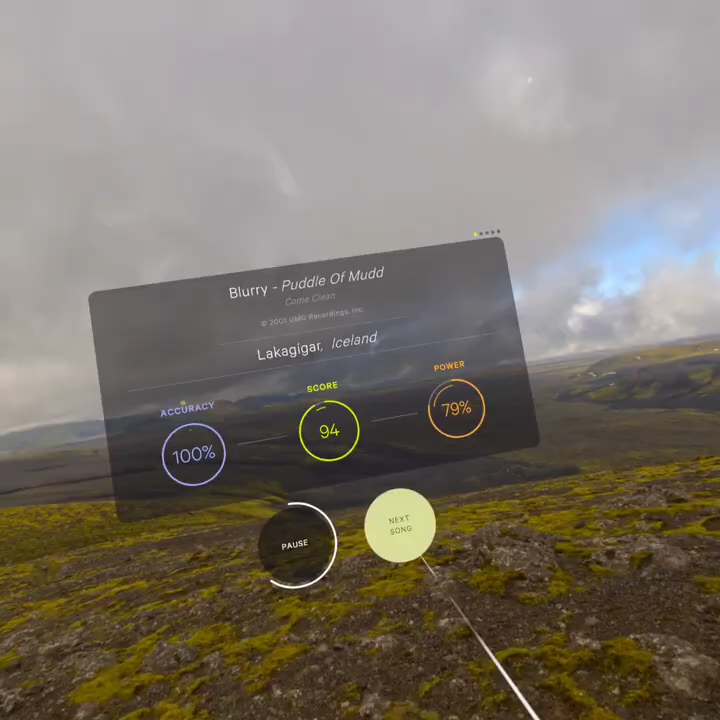 Blurry - Puddle Of Mudd
Come Clean
© 2001 UMG Recordings, Inc.
Lakagígar, Iceland
ACCURACY
SCORE
POWER
100%
94
79%
PAUSE
NEXT
SONG